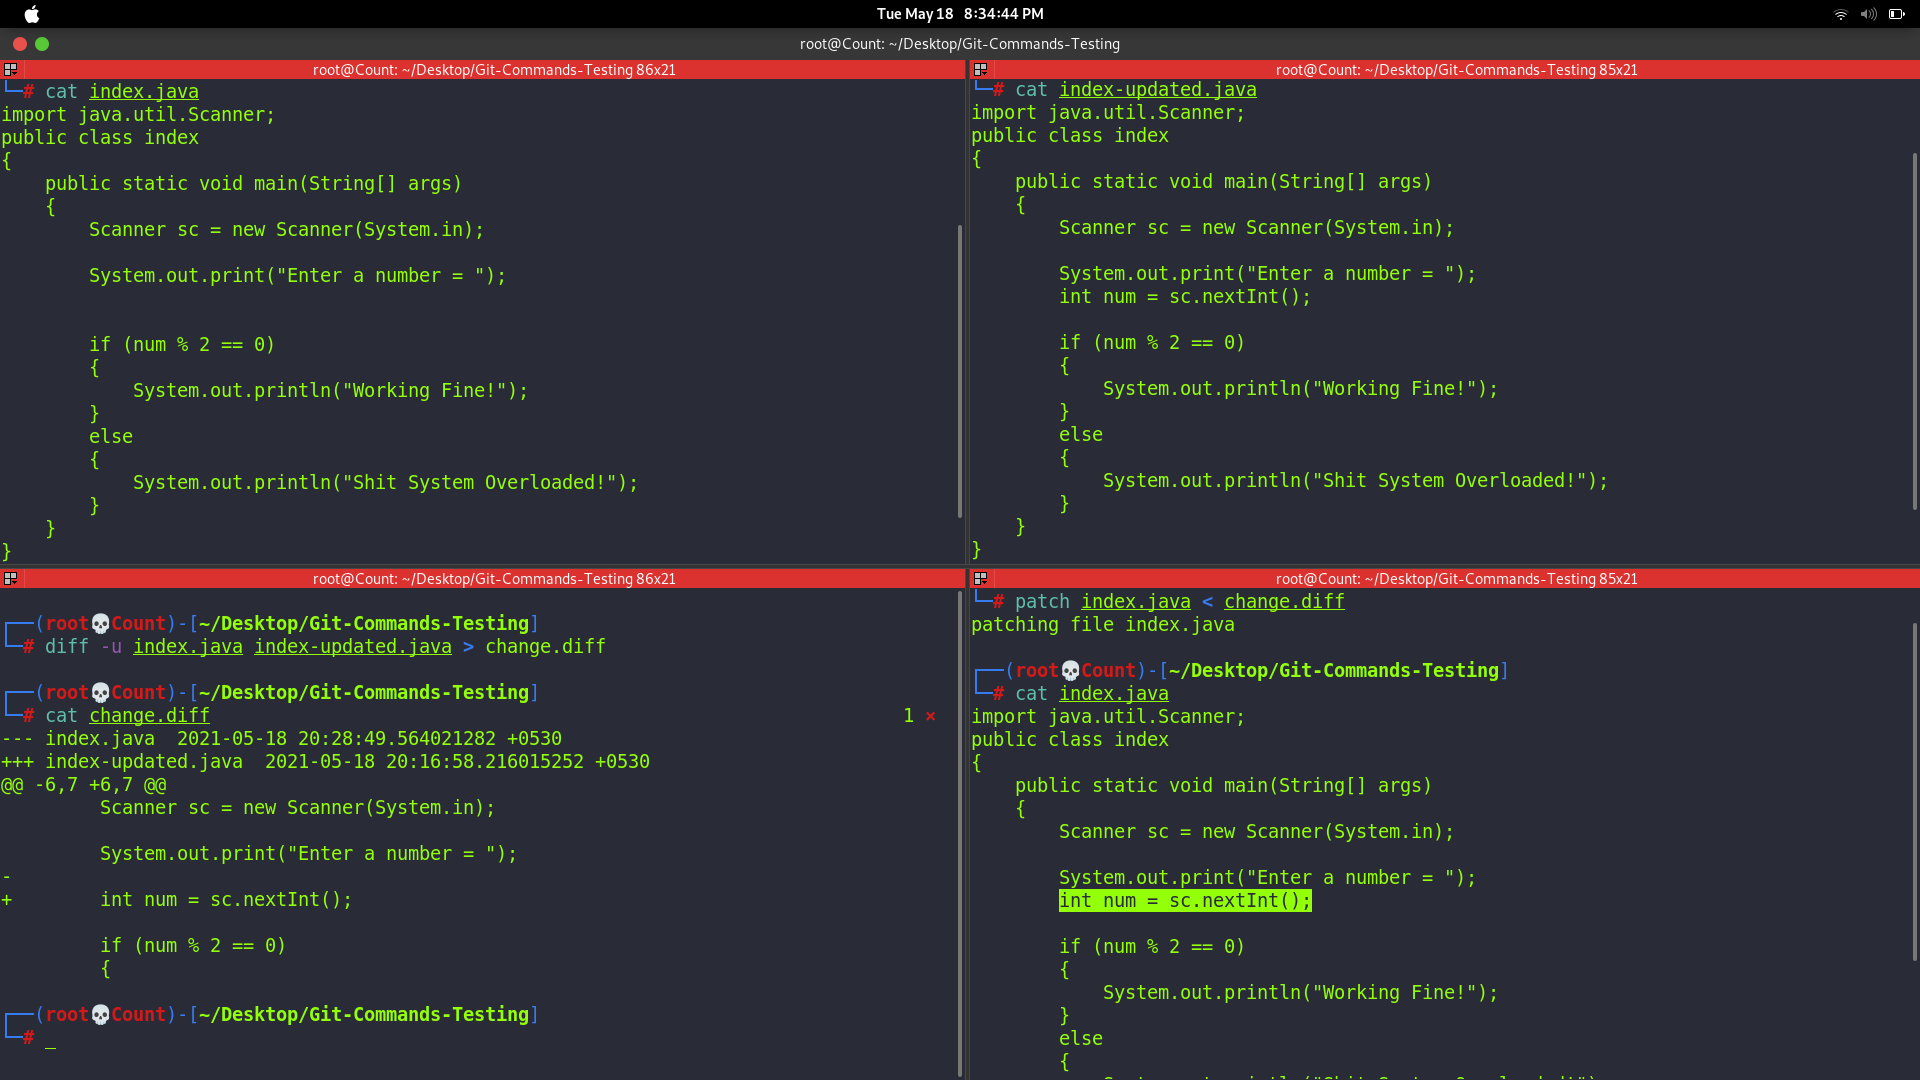 Tue May 18 8:34:44 PM
root@Count: ~/Desktop/Git-Commands-Testing
root@Count: ~/Desktop/Git-Commands-Testing 86x21
# cat index.java
import java.util.Scanner;
public class index
{
    public static void main(String[] args)
    {
        Scanner sc = new Scanner(System.in);

        System.out.print("Enter a number = ");


        if (num % 2 == 0)
        {
            System.out.println("Working Fine!");
        }
        else
        {
            System.out.println("Shit System Overloaded!");
        }
    }
}
root@Count: ~/Desktop/Git-Commands-Testing 85x21
# cat index-updated.java
import java.util.Scanner;
public class index
{
    public static void main(String[] args)
    {
        Scanner sc = new Scanner(System.in);

        System.out.print("Enter a number = ");
        int num = sc.nextInt();

        if (num % 2 == 0)
        {
            System.out.println("Working Fine!");
        }
        else
        {
            System.out.println("Shit System Overloaded!");
        }
    }
}
root@Count: ~/Desktop/Git-Commands-Testing 86x21
(root💀Count)-[~/Desktop/Git-Commands-Testing]
# diff -u index.java index-updated.java > change.diff

(root💀Count)-[~/Desktop/Git-Commands-Testing]
# cat change.diff 1 ×
--- index.java  2021-05-18 20:28:49.564021282 +0530
+++ index-updated.java  2021-05-18 20:16:58.216015252 +0530
@@ -6,7 +6,7 @@
         Scanner sc = new Scanner(System.in);

         System.out.print("Enter a number = ");
-
+        int num = sc.nextInt();

         if (num % 2 == 0)
         {

(root💀Count)-[~/Desktop/Git-Commands-Testing]
# _
root@Count: ~/Desktop/Git-Commands-Testing 85x21
# patch index.java < change.diff
patching file index.java

(root💀Count)-[~/Desktop/Git-Commands-Testing]
# cat index.java
import java.util.Scanner;
public class index
{
    public static void main(String[] args)
    {
        Scanner sc = new Scanner(System.in);

        System.out.print("Enter a number = ");
        int num = sc.nextInt();

        if (num % 2 == 0)
        {
            System.out.println("Working Fine!");
        }
        else
        {